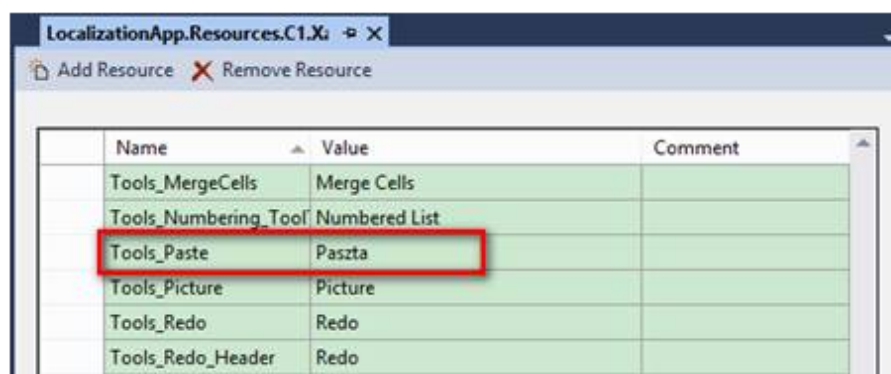 LocalizationApp.Resources.C1.Xa
Add Resource Remove Resource
Name Value Comment
Tools_MergeCells Merge Cells
Tools_Numbering_Tool Numbered List
Tools_Paste Paszta
Tools_Picture Picture
Tools_Redo Redo
Tools_Redo_Header Redo